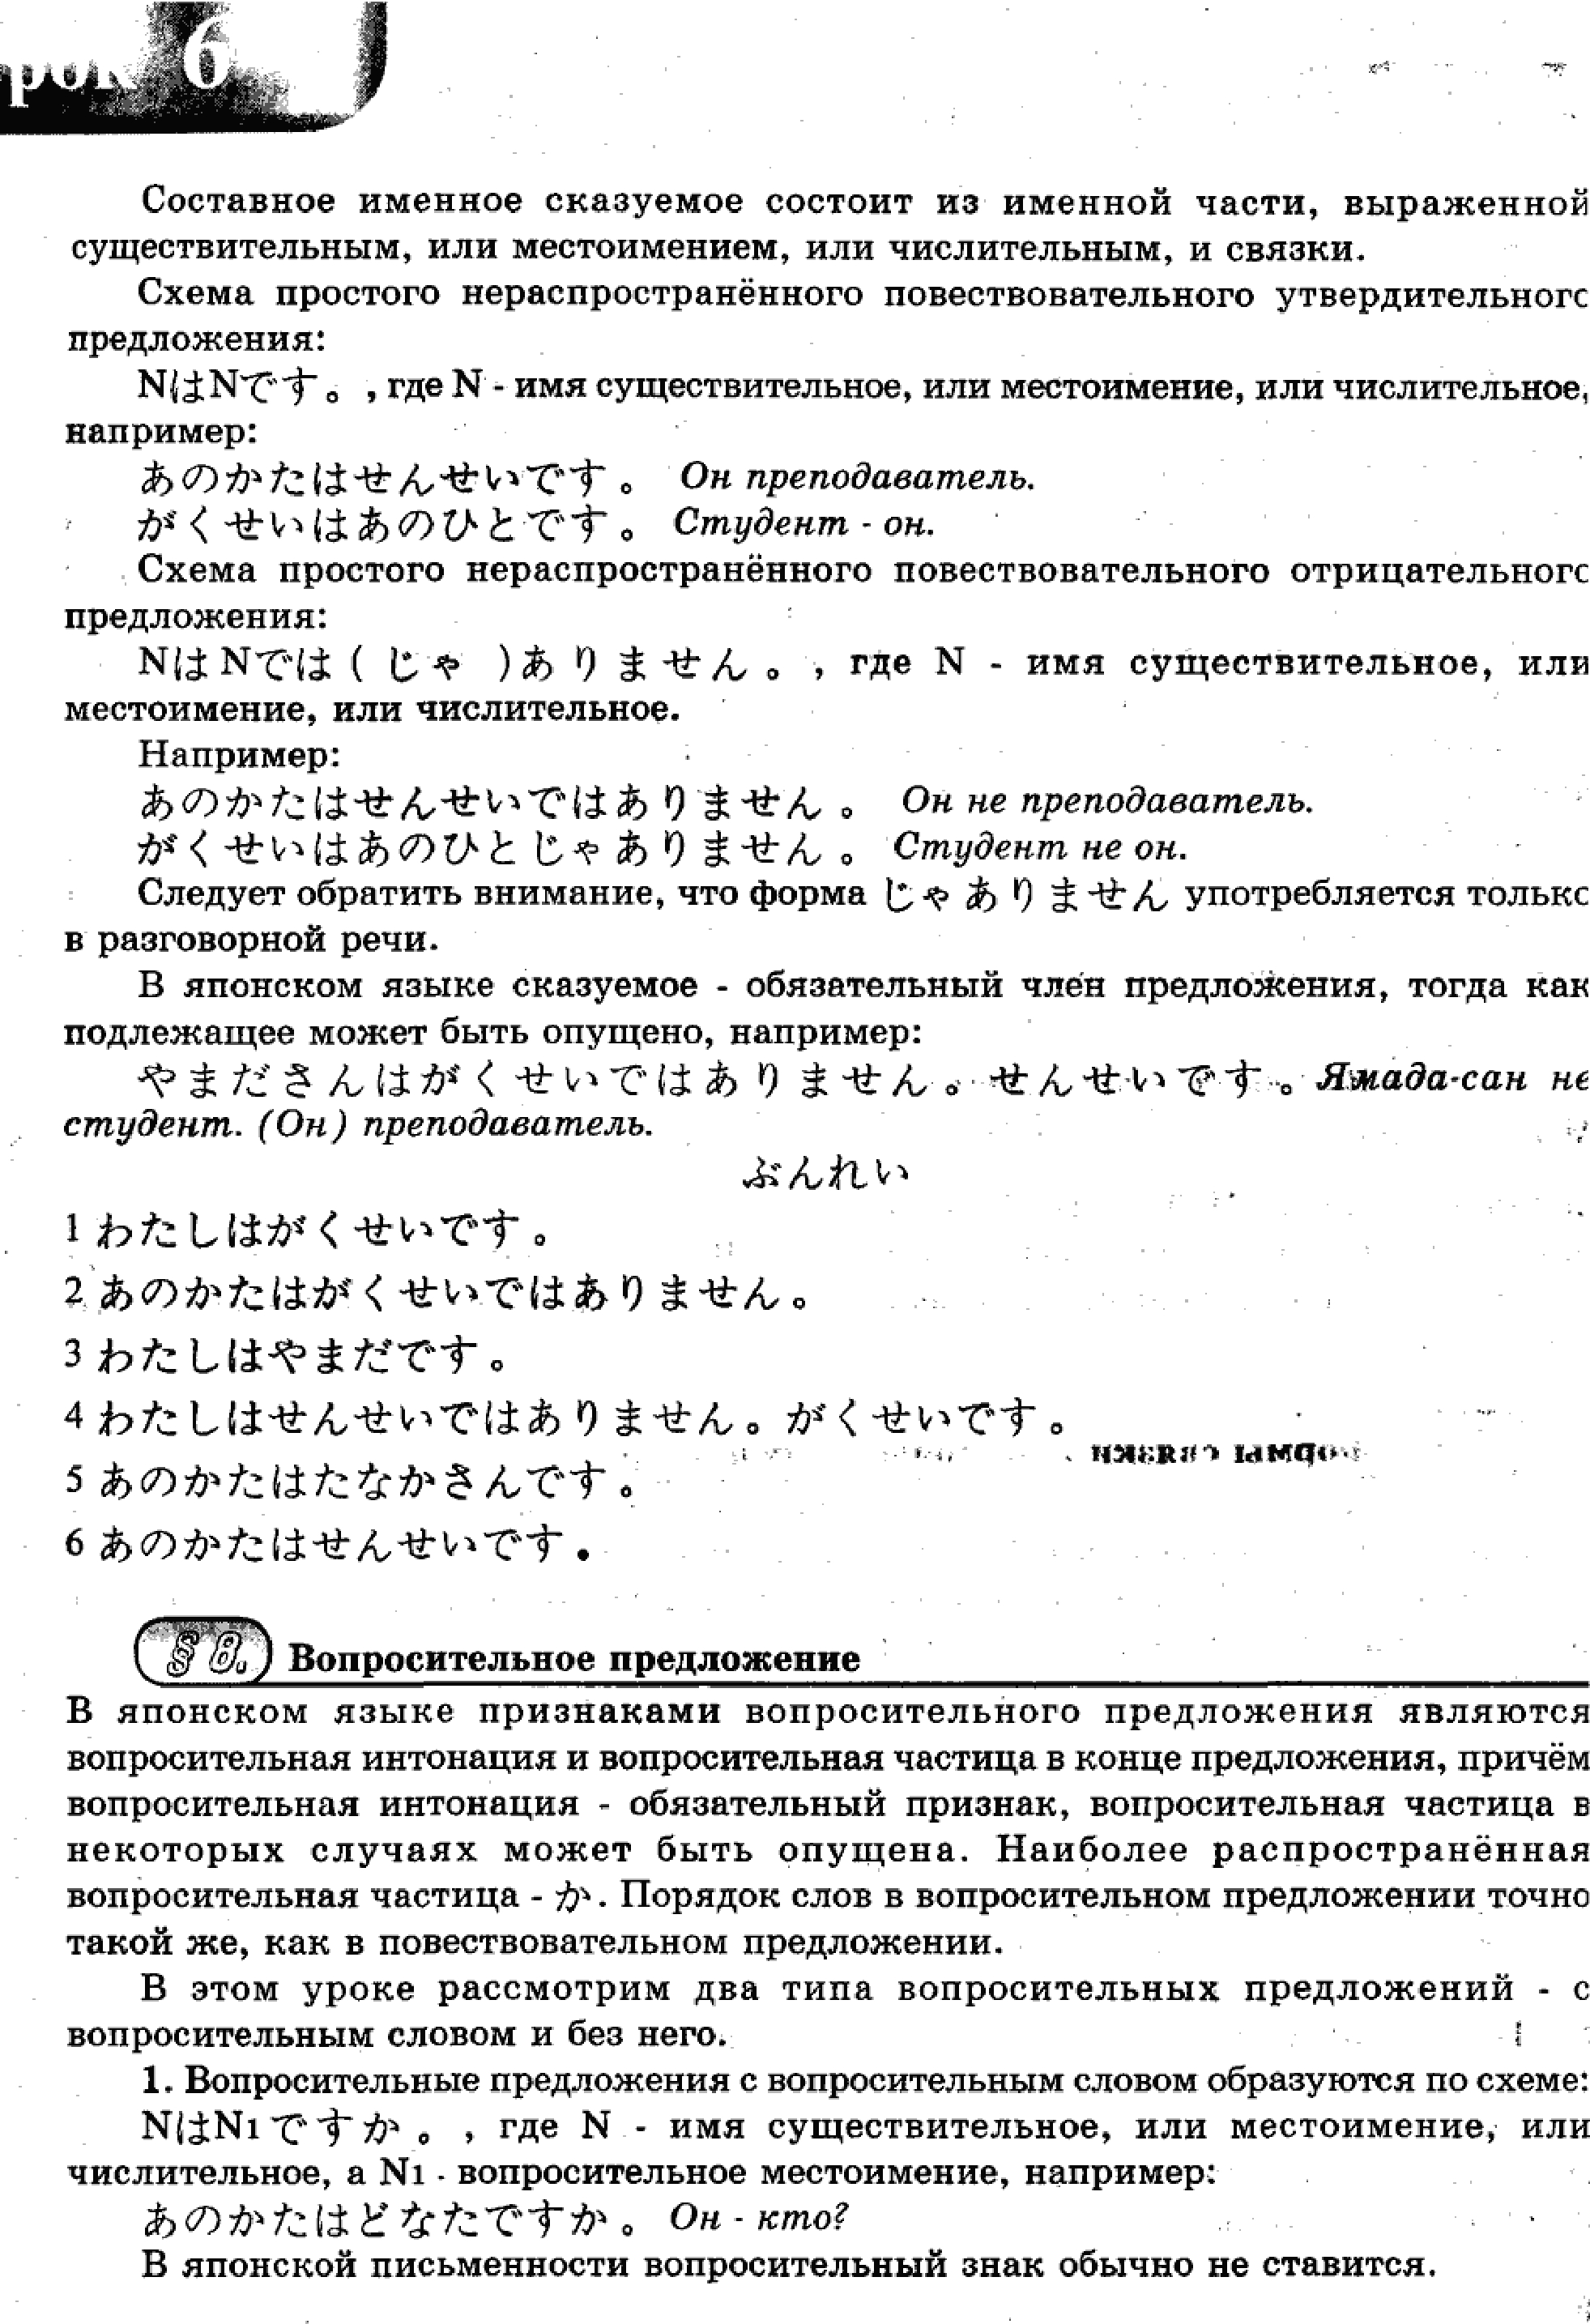 рок 6
Составное именное сказуемое состоит из именной части, выраженной
существительным, или местоимением, или числительным, и связки.
Схема простого нераспространённого повествовательного утвердительного
предложения:
NはNです。, где N - имя существительное, или местоимение, или числительное,
например:
あのかたはせんせいです。 Он преподаватель.
がくせいはあのひとです。 Студент - он.
Схема простого нераспространённого повествовательного отрицательного
предложения:
NはNでは(じゃ)ありません。, где N - имя существительное, или
местоимение, или числительное.
Например:
あのかたはせんせいではありません。 Он не преподаватель.
がくせいはあのひとじゃありません。 Студент не он.
Следует обратить внимание, что форма じゃありません употребляется только
в разговорной речи.
В японском языке сказуемое - обязательный член предложения, тогда как
подлежащее может быть опущено, например:
やまださんはがくせいではありません。せんせいです。Ямада-сан не
студент. (Он) преподаватель.
ぶんれい
1 わたしはがくせいです。
2 あのかたはがくせいではありません。
3 わたしはやまだです。
4 わたしはせんせいではありません。がくせいです。
5 あのかたはたなかさんです。
6 あのかたはせんせいです.
§ 8. Вопросительное предложение
В японском языке признаками вопросительного предложения являются
вопросительная интонация и вопросительная частица в конце предложения, причём
вопросительная интонация - обязательный признак, вопросительная частица в
некоторых случаях может быть опущена. Наиболее распространённая
вопросительная частица - か. Порядок слов в вопросительном предложении точно
такой же, как в повествовательном предложении.
В этом уроке рассмотрим два типа вопросительных предложений - с
вопросительным словом и без него.
1. Вопросительные предложения с вопросительным словом образуются по схеме:
NはN1ですか。, где N - имя существительное, или местоимение, или
числительное, а N1 - вопросительное местоимение, например:
あのかたはどなたですか。 Он - кто?
В японской письменности вопросительный знак обычно не ставится.